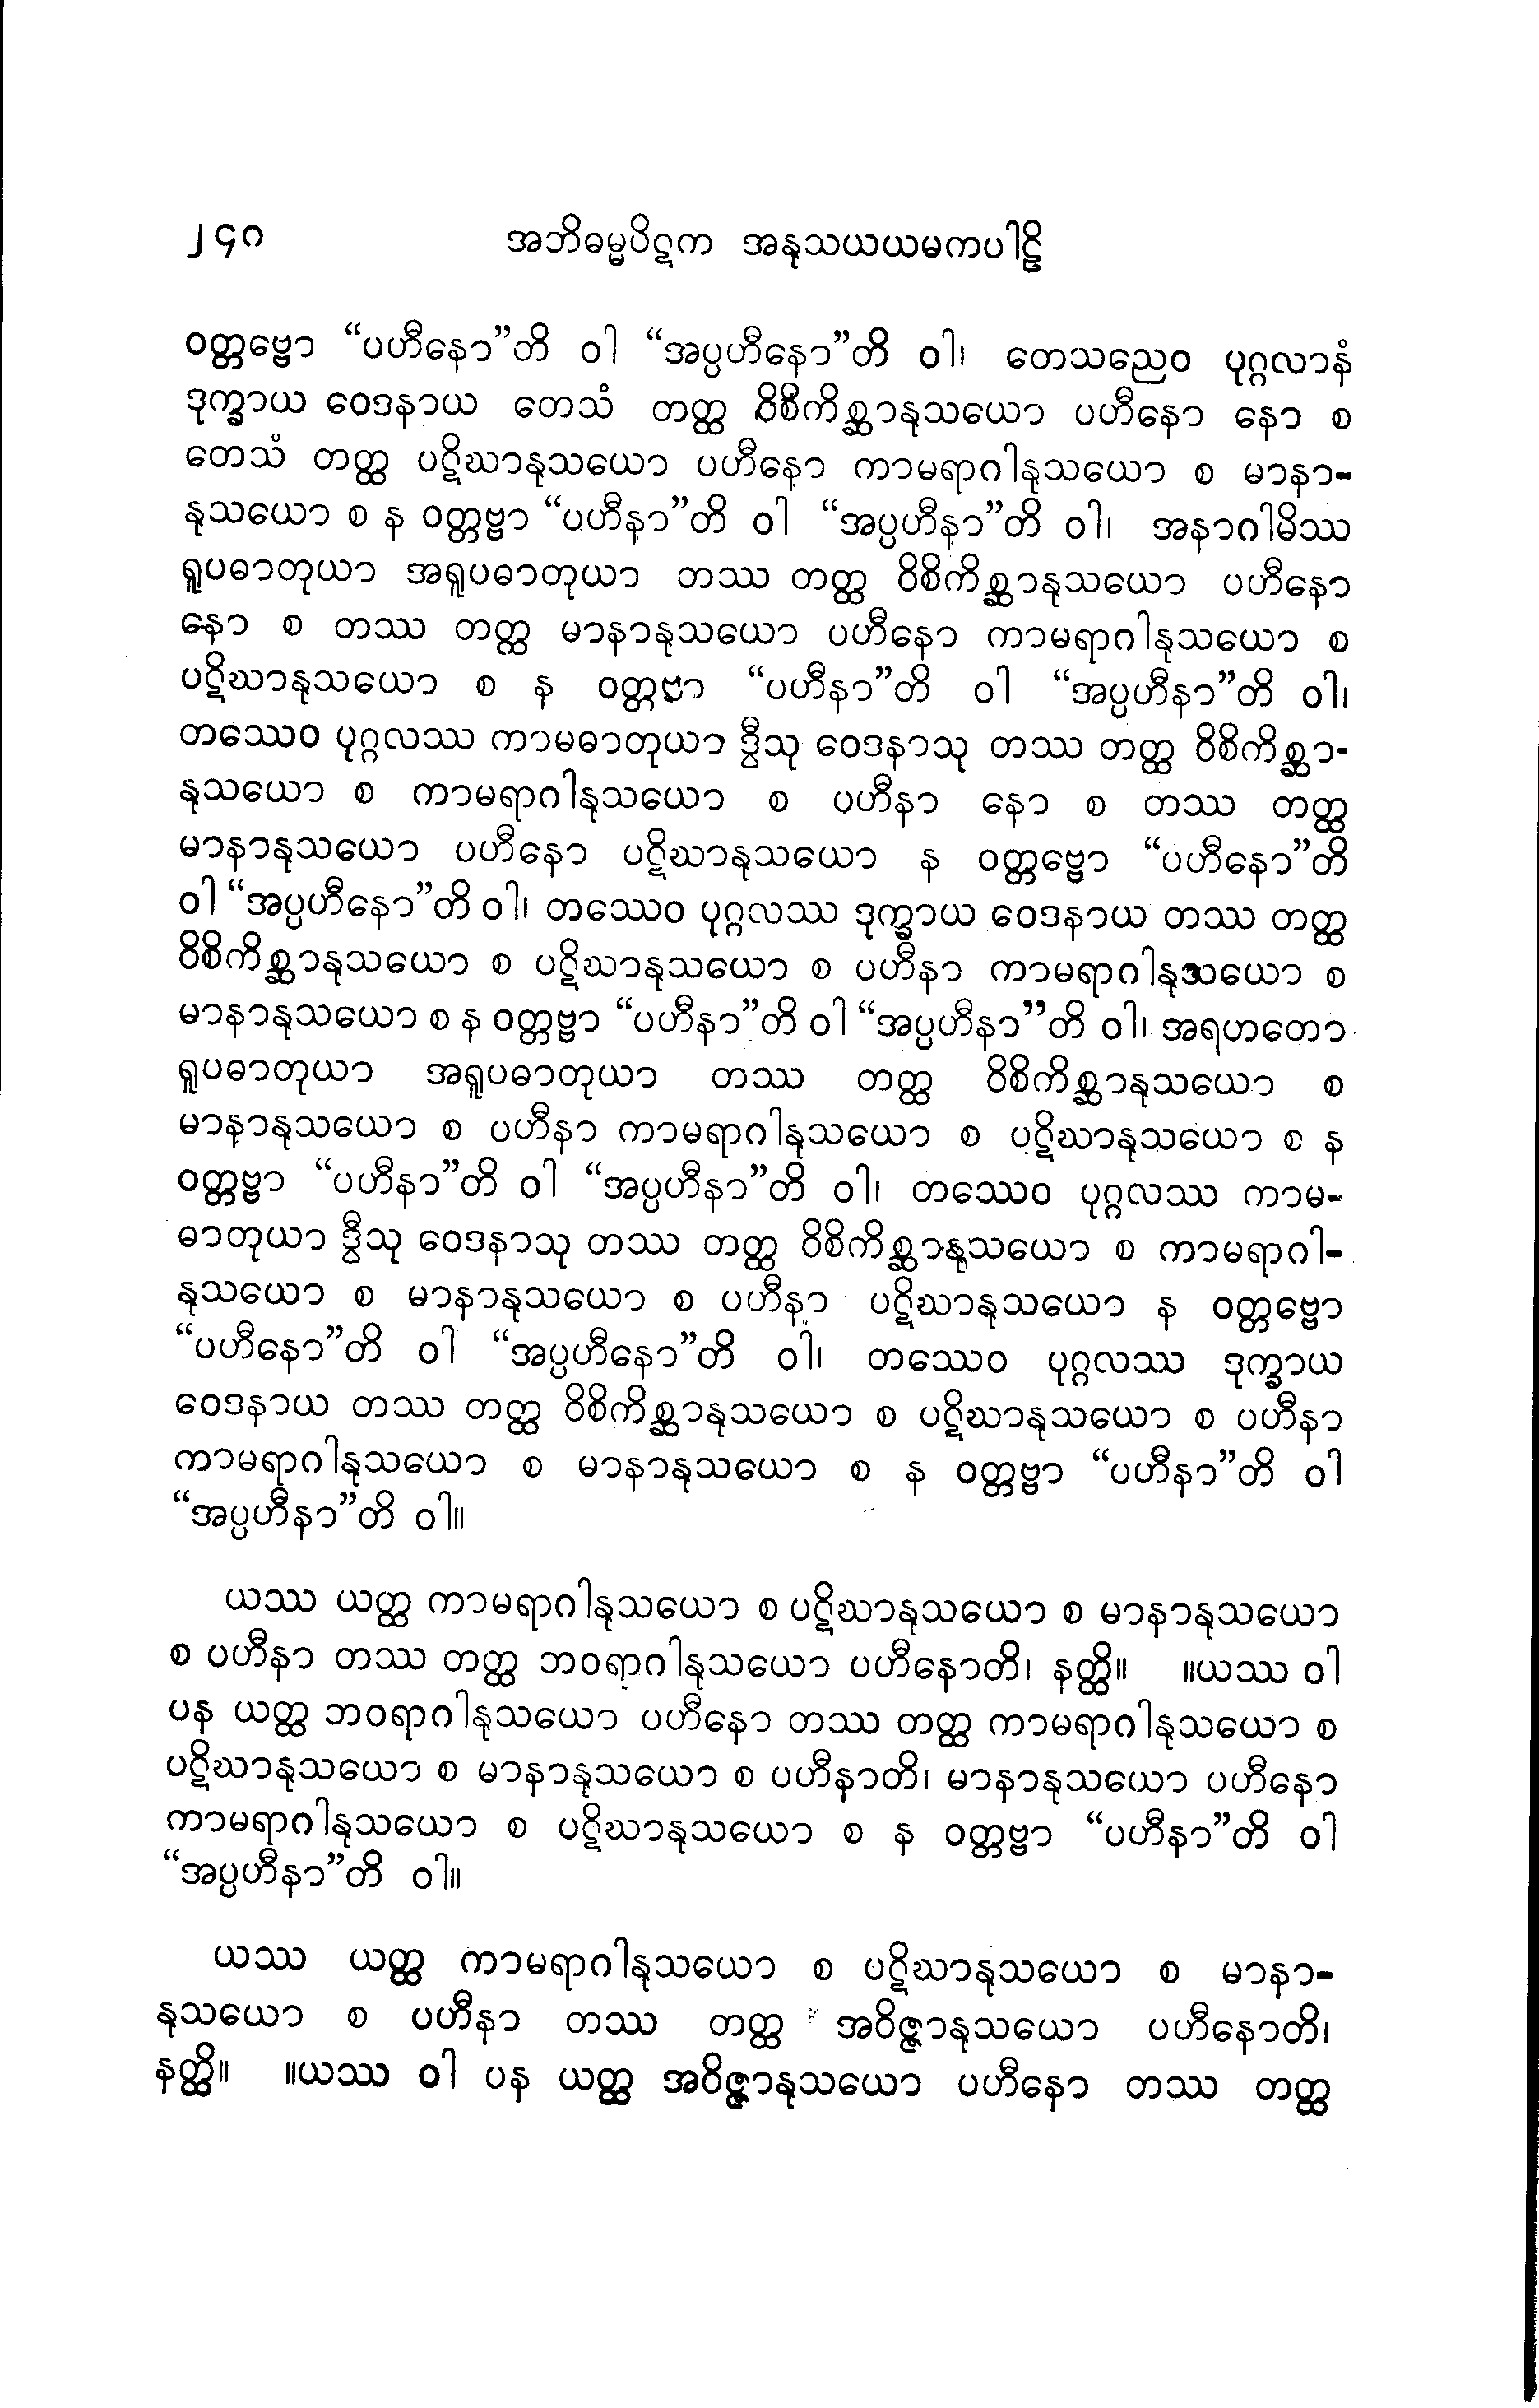 ၂၄၈ အဘိဓမ္မပိဋက အနုသယယမကပါဠိ
ဝတ္တဗ္ဗော “ပဟီနော”တိ ဝါ “အပ္ပဟီနော”တိ ဝါ၊ တေသညေဝ ပုဂ္ဂလာနံ
ဒုက္ခာယ ဝေဒနာယ တေသံ တတ္ထ ဝိစိကိစ္ဆာနုသယော ပဟီနော နော စ
တေသံ တတ္ထ ပဋိဃာနုသယော ပဟီနော ကာမရာဂါနုသယော စ မာနာ-
နုသယော စ န ဝတ္တဗ္ဗာ “ပဟီနာ”တိ ဝါ “အပ္ပဟီနာ”တိ ဝါ၊ အနာဂါမိဿ
ရူပဓာတုယာ အရူပဓာတုယာ တဿ တတ္ထ ဝိစိကိစ္ဆာနုသယော ပဟီနော
နော စ တဿ တတ္ထ မာနာနုသယော ပဟီနော ကာမရာဂါနုသယော စ
ပဋိဃာနုသယော စ န ဝတ္တဗ္ဗာ “ပဟီနာ”တိ ဝါ “အပ္ပဟီနာ”တိ ဝါ၊
တဿေဝ ပုဂ္ဂလဿ ကာမဓာတုယာ ဒွီသု ဝေဒနာသု တဿ တတ္ထ ဝိစိကိစ္ဆာ-
နုသယော စ ကာမရာဂါနုသယော စ ပဟီနာ နော စ တဿ တတ္ထ
မာနာနုသယော ပဟီနော ပဋိဃာနုသယော န ဝတ္တဗ္ဗော “ပဟီနော”တိ
ဝါ “အပ္ပဟီနော”တိ ဝါ၊ တဿေဝ ပုဂ္ဂလဿ ဒုက္ခာယ ဝေဒနာယ တဿ တတ္ထ
ဝိစိကိစ္ဆာနုသယော စ ပဋိဃာနုသယော စ ပဟီနာ ကာမရာဂါနုသယော စ
မာနာနုသယော စ န ဝတ္တဗ္ဗာ “ပဟီနာ”တိ ဝါ “အပ္ပဟီနာ”တိ ဝါ၊ အရဟတော
ရူပဓာတုယာ အရူပဓာတုယာ တဿ တတ္ထ ဝိစိကိစ္ဆာနုသယော စ
မာနာနုသယော စ ပဟီနာ ကာမရာဂါနုသယော စ ပဋိဃာနုသယော စ န
ဝတ္တဗ္ဗာ “ပဟီနာ”တိ ဝါ “အပ္ပဟီနာ”တိ ဝါ၊ တဿေဝ ပုဂ္ဂလဿ ကာမ-
ဓာတုယာ ဒွီသု ဝေဒနာသု တဿ တတ္ထ ဝိစိကိစ္ဆာနုသယော စ ကာမရာဂါ-
နုသယော စ မာနာနုသယော စ ပဟီနာ ပဋိဃာနုသယော န ဝတ္တဗ္ဗော
“ပဟီနော”တိ ဝါ “အပ္ပဟီနော”တိ ဝါ၊ တဿေဝ ပုဂ္ဂလဿ ဒုက္ခာယ
ဝေဒနာယ တဿ တတ္ထ ဝိစိကိစ္ဆာနုသယော စ ပဋိဃာနုသယော စ ပဟီနာ
ကာမရာဂါနုသယော စ မာနာနုသယော စ န ဝတ္တဗ္ဗာ “ပဟီနာ”တိ ဝါ
“အပ္ပဟီနာ”တိ ဝါ။
ယဿ ယတ္ထ ကာမရာဂါနုသယော စ ပဋိဃာနုသယော စ မာနာနုသယော
စ ပဟီနာ တဿ တတ္ထ ဘဝရာဂါနုသယော ပဟီနောတိ၊ နတ္ထိ။ ။ယဿ ဝါ
ပန ယတ္ထ ဘဝရာဂါနုသယော ပဟီနော တဿ တတ္ထ ကာမရာဂါနုသယော စ
ပဋိဃာနုသယော စ မာနာနုသယော စ ပဟီနာတိ၊ မာနာနုသယော ပဟီနော
ကာမရာဂါနုသယော စ ပဋိဃာနုသယော စ န ဝတ္တဗ္ဗာ “ပဟီနာ”တိ ဝါ
“အပ္ပဟီနာ”တိ ဝါ။
ယဿ ယတ္ထ ကာမရာဂါနုသယော စ ပဋိဃာနုသယော စ မာနာ-
နုသယော စ ပဟီနာ တဿ တတ္ထ အဝိဇ္ဇာနုသယော ပဟီနောတိ၊
နတ္ထိ။ ။ယဿ ဝါ ပန ယတ္ထ အဝိဇ္ဇာနုသယော ပဟီနော တဿ တတ္ထ